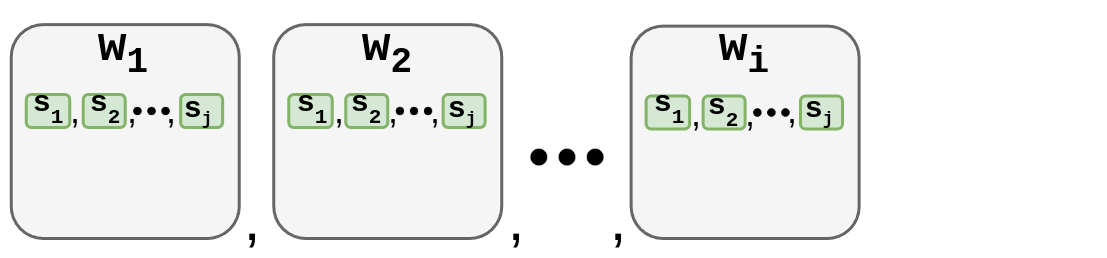 W1 W2 Wi
s1, s2,•••, sj s1, s2,•••, sj s1, s2,•••, sj
, , ••• ,